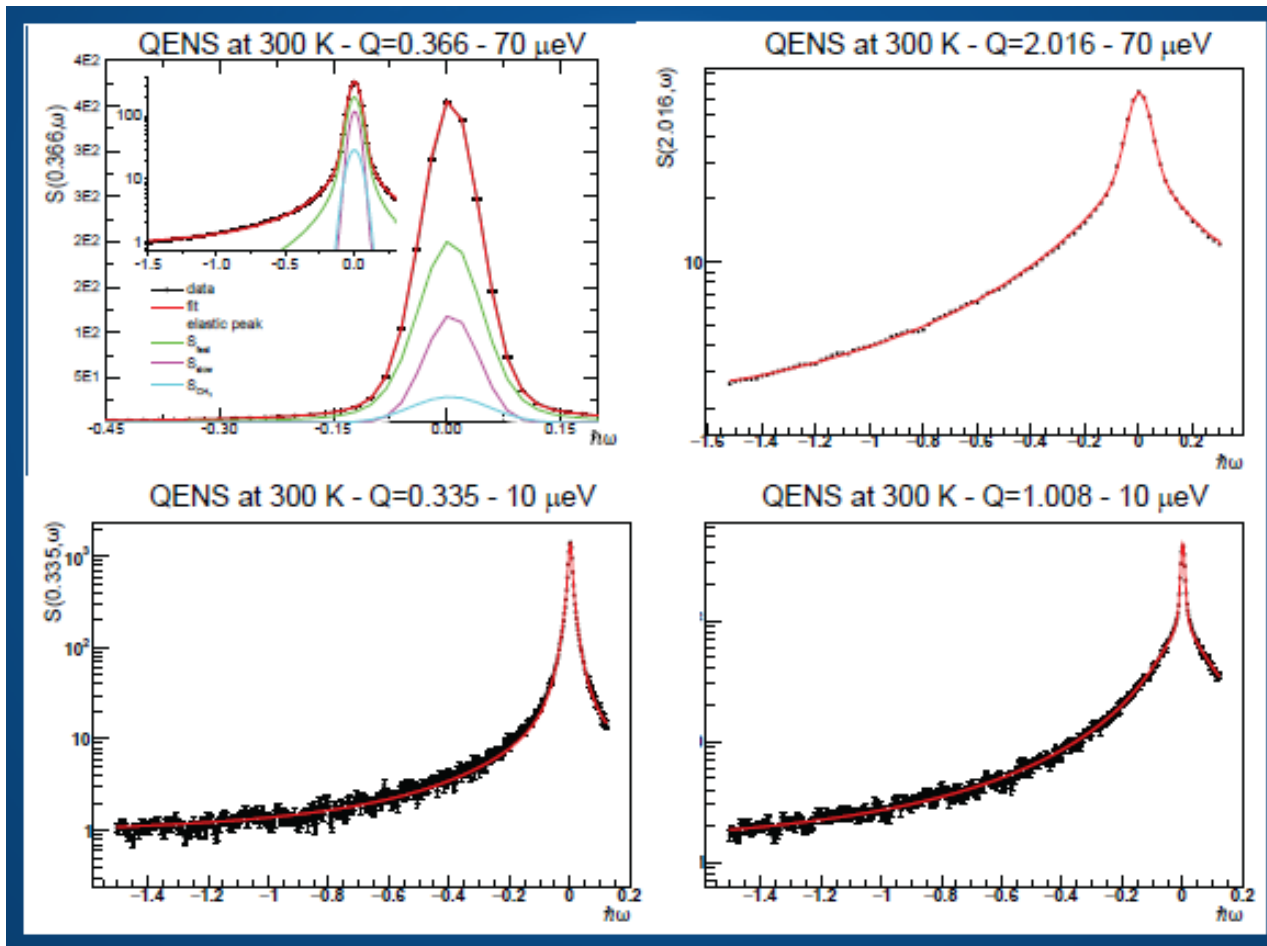 QENS at 300 K - Q=0.366 - 70 μeV
S(0.366,ω)
4E2
4E2
3E2
3E2
2E2
2E2
1E2
5E1
100
10
1
-1.5 -1.0 -0.5 0.0
data
fit
elastic peak
S
S
S CH₃
-0.45 -0.30 -0.15 0.00 0.15
ħω
QENS at 300 K - Q=2.016 - 70 μeV
S(2.016,ω)
10
−1.6 −1.4 −1.2 −1 −0.8 −0.6 −0.4 −0.2 0 0.2
ħω
QENS at 300 K - Q=0.335 - 10 μeV
S(0.335,ω)
10³
10²
10
1
−1.4 −1.2 −1 −0.8 −0.6 −0.4 −0.2 0 0.2
ħω
QENS at 300 K - Q=1.008 - 10 μeV
−1.4 −1.2 −1 −0.8 −0.6 −0.4 −0.2 0 0.2
ħω